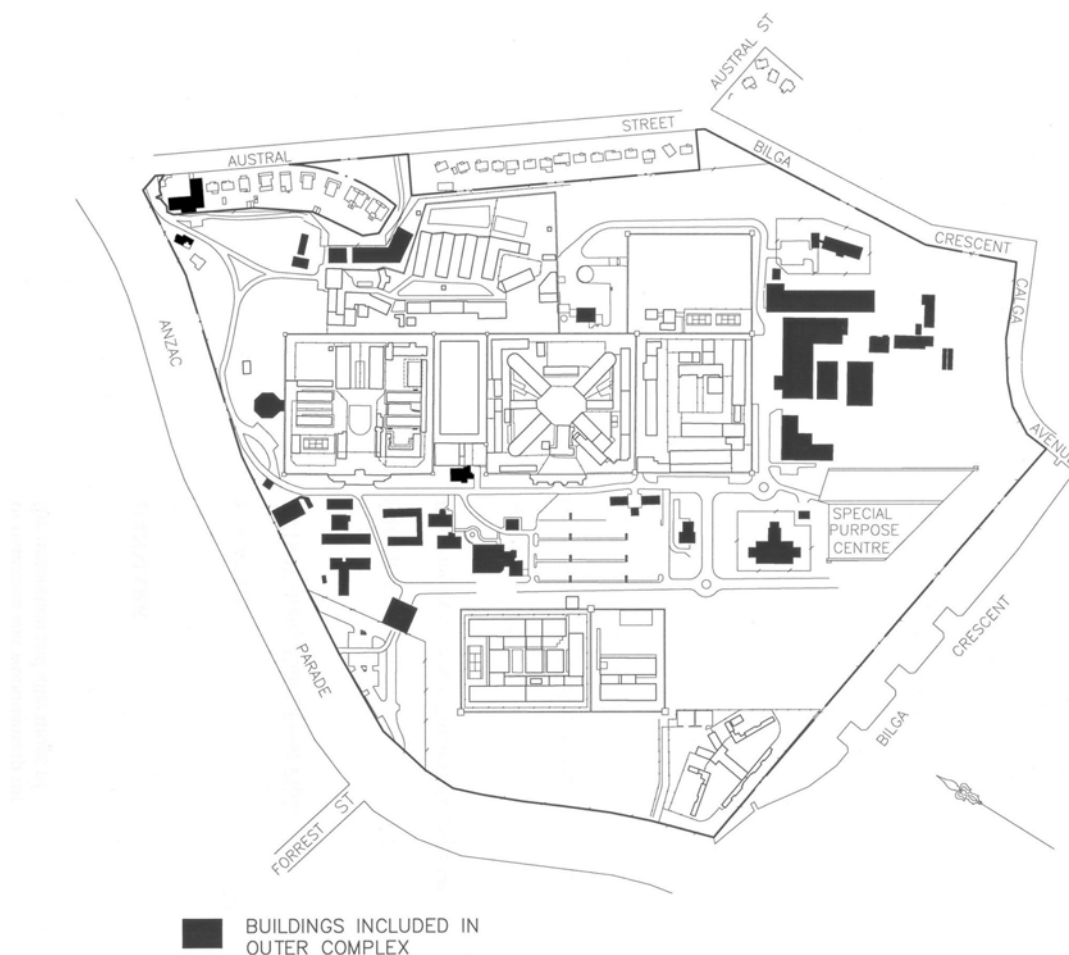 AUSTRAL ST
STREET
AUSTRAL
BILGA
CRESCENT
CALGA
AVENUE
ANZAC
SPECIAL
PURPOSE
CENTRE
CRESCENT
BILGA
PARADE
FORREST ST
BUILDINGS INCLUDED IN
OUTER COMPLEX